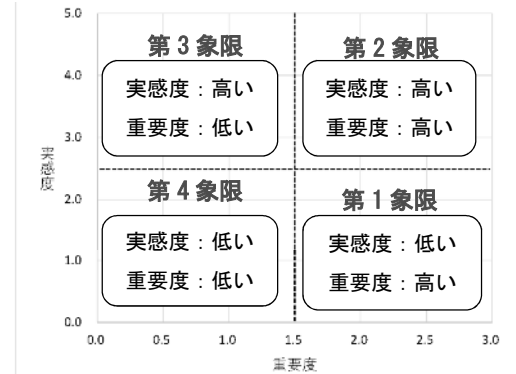 5.0
第３象限
第２象限
4.0
実感度：高い
重要度：低い
実感度：高い
重要度：高い
3.0
実感度
2.0
第４象限
第１象限
実感度：低い
重要度：低い
実感度：低い
重要度：高い
1.0
0.0
0.0 0.5 1.0 1.5 2.0 2.5 3.0
重要度